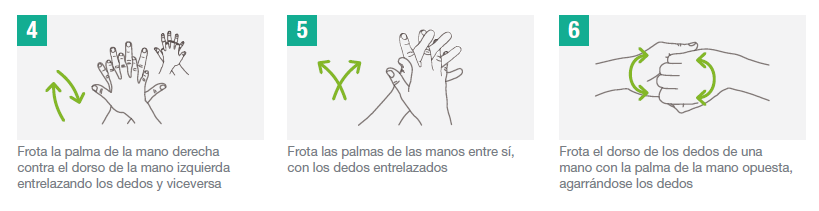 4
Frota la palma de la mano derecha
contra el dorso de la mano izquierda
entrelazando los dedos y viceversa
5
Frota las palmas de las manos entre sí,
con los dedos entrelazados
6
Frota el dorso de los dedos de una
mano con la palma de la mano opuesta,
agarrándose los dedos